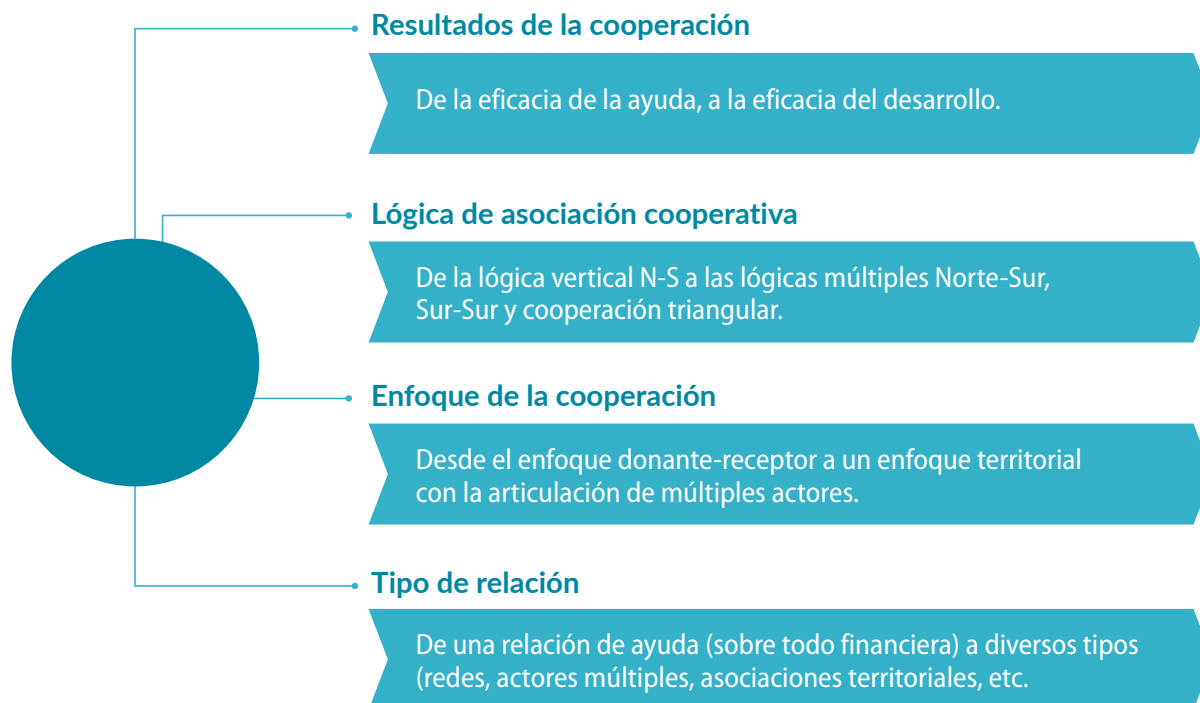 Resultados de la cooperación
De la eficacia de la ayuda, a la eficacia del desarrollo.
Lógica de asociación cooperativa
De la lógica vertical N-S a las lógicas múltiples Norte-Sur,
Sur-Sur y cooperación triangular.
Enfoque de la cooperación
Desde el enfoque donante-receptor a un enfoque territorial
con la articulación de múltiples actores.
Tipo de relación
De una relación de ayuda (sobre todo financiera) a diversos tipos
(redes, actores múltiples, asociaciones territoriales, etc.